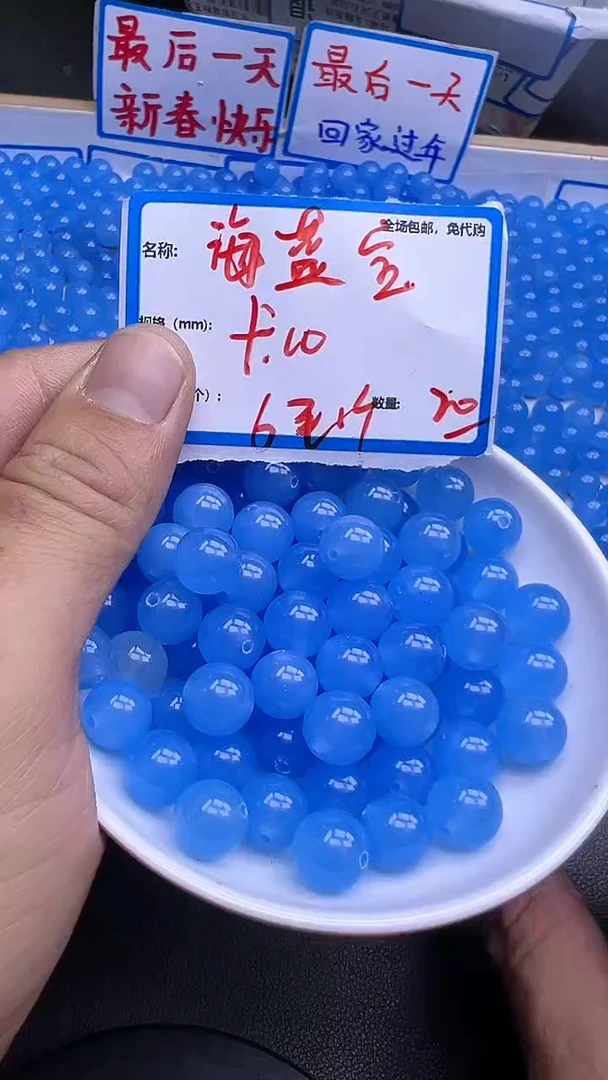 最后一天
新春快乐
最后一天
回家过年
全场包邮，免代购
名称: 海蓝宝
规格 (mm): 卡10
个): 6毛1个 数量: 20